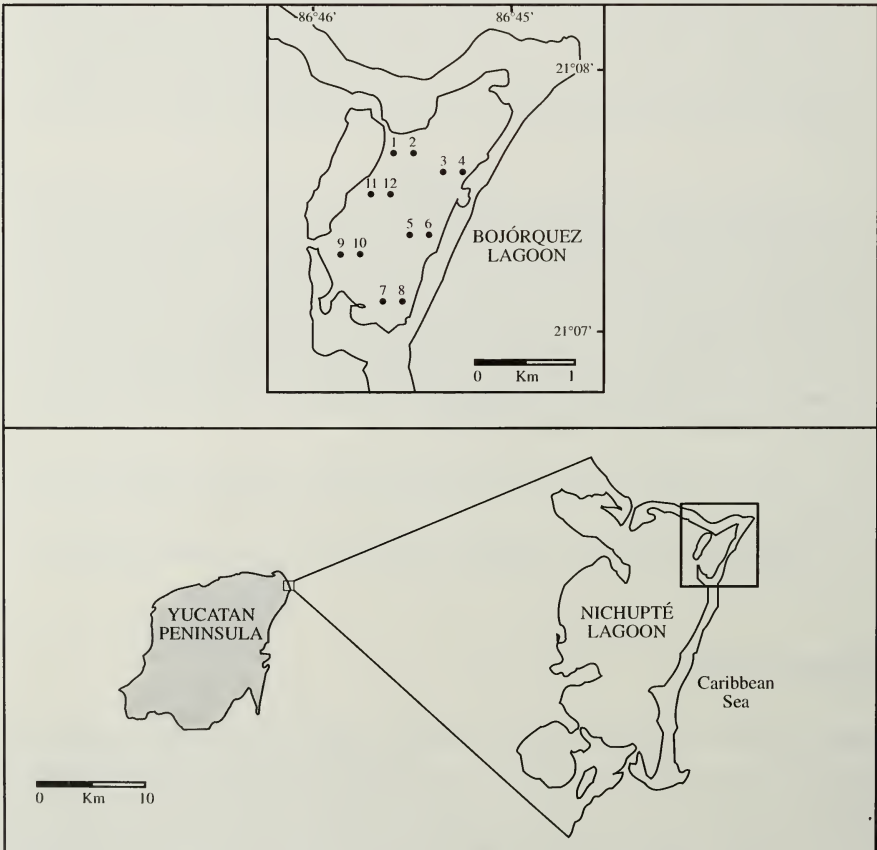 86°46'
86°45'
21°08'
1 2
3 4
11 12
5 6
BOJÓRQUEZ
LAGOON
9 10
7 8
21°07'
0 Km 1
YUCATAN
PENINSULA
NICHUPTÉ
LAGOON
Caribbean
Sea
0 Km 10